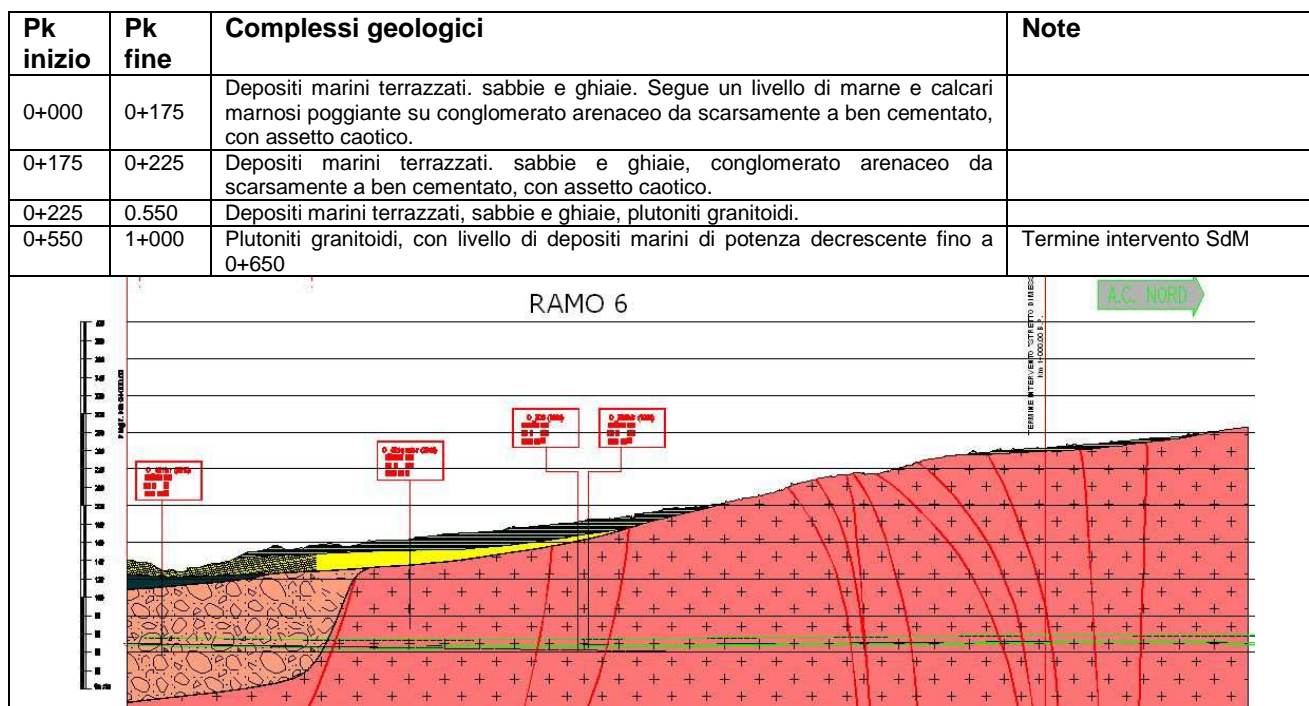 Pk
inizio
Pk
fine
Complessi geologici
Note
0+000
0+175
Depositi marini terrazzati. sabbie e ghiaie. Segue un livello di marne e calcari
marnosi poggiante su conglomerato arenaceo da scarsamente a ben cementato,
con assetto caotico.
0+175
0+225
Depositi marini terrazzati. sabbie e ghiaie, conglomerato arenaceo da
scarsamente a ben cementato, con assetto caotico.
0+225
0.550
Depositi marini terrazzati, sabbie e ghiaie, plutoniti granitoidi.
0+550
1+000
Plutoniti granitoidi, con livello di depositi marini di potenza decrescente fino a
0+650
Termine intervento SdM
RAMO 6
A.C. NORD
TERMINE INTERVENTO